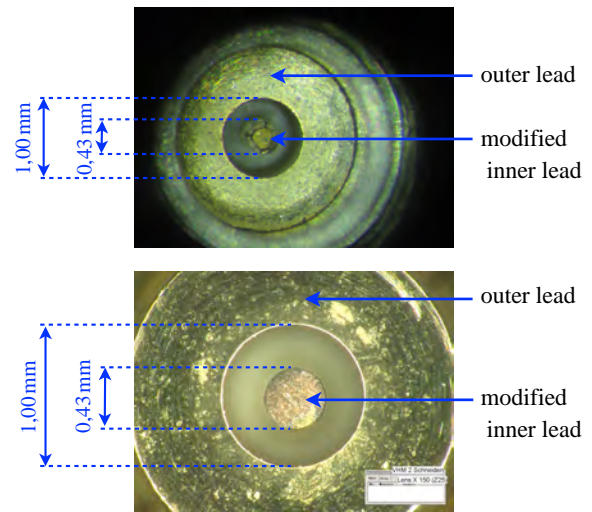 outer lead
1,00 mm
0,43 mm
modified
inner lead
outer lead
1,00 mm
0,43 mm
modified
inner lead
VHM 2 Schneiden
Lens X 150 (Z25